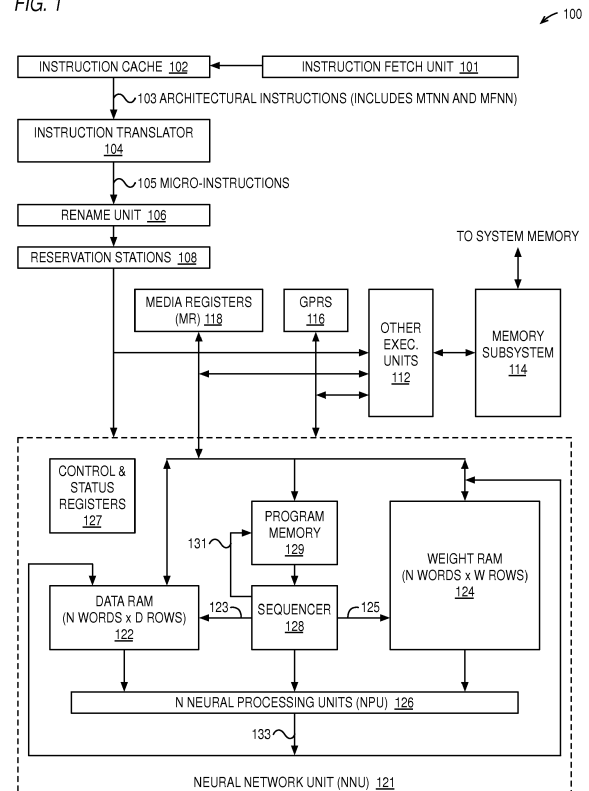 FIG. 1
100
INSTRUCTION CACHE 102
INSTRUCTION FETCH UNIT 101
103 ARCHITECTURAL INSTRUCTIONS (INCLUDES MTNN AND MFNN)
INSTRUCTION TRANSLATOR
104
105 MICRO-INSTRUCTIONS
RENAME UNIT 106
RESERVATION STATIONS 108
TO SYSTEM MEMORY
MEDIA REGISTERS
(MR) 118
GPRS
116
OTHER
EXEC.
UNITS
112
MEMORY
SUBSYSTEM
114
CONTROL &
STATUS
REGISTERS
127
PROGRAM
MEMORY
129
131
WEIGHT RAM
(N WORDS x W ROWS)
124
DATA RAM
(N WORDS x D ROWS)
122
123
SEQUENCER
128
125
N NEURAL PROCESSING UNITS (NPU) 126
133
NEURAL NETWORK UNIT (NNU) 121